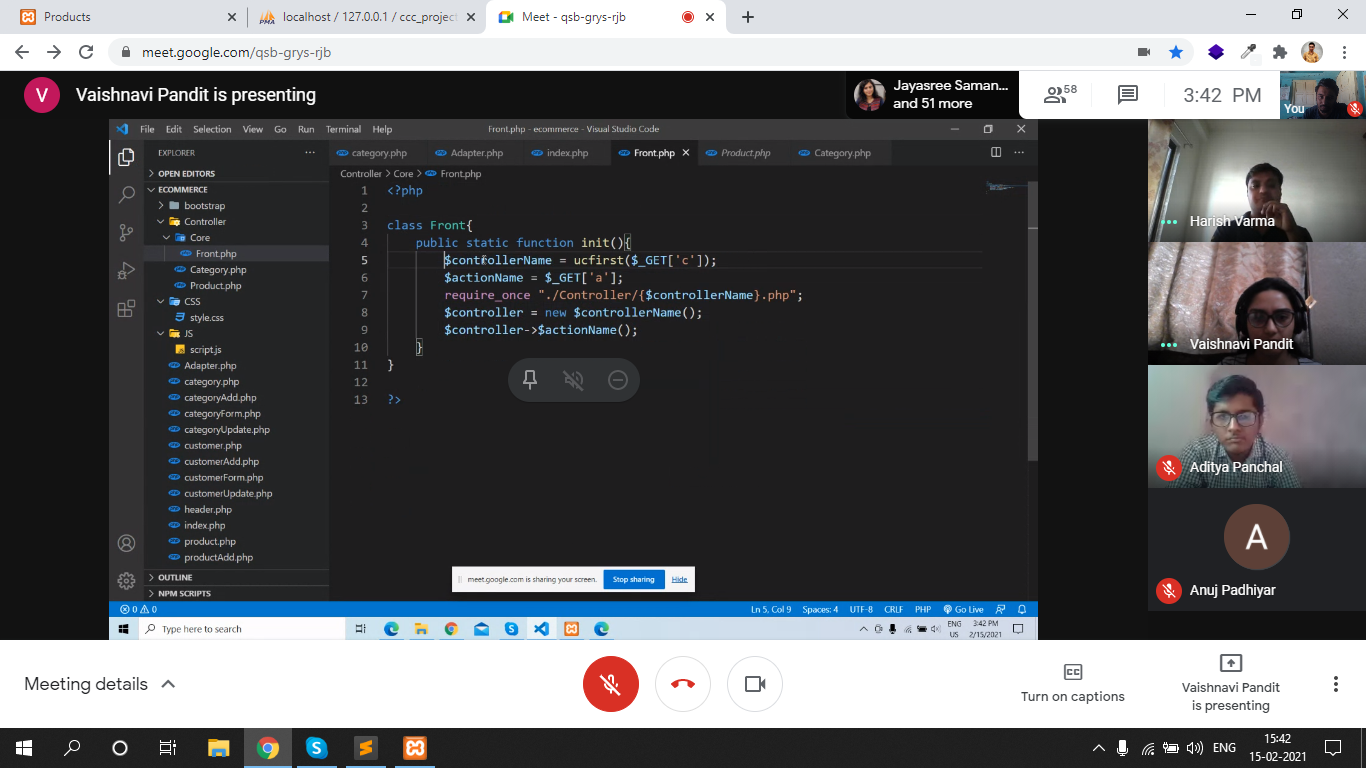 Products
localhost / 127.0.0.1 / ccc_project
Meet - qsb-grys-rjb
meet.google.com/qsb-grys-rjb
V
Vaishnavi Pandit is presenting
Jayasree Saman...
and 51 more
58
3:42 PM
You
File Edit Selection View Go Run Terminal Help
Front.php - ecommerce - Visual Studio Code
EXPLORER
category.php Adapter.php index.php Front.php Product.php Category.php
OPEN EDITORS
Controller > Core > Front.php
ECOMMERCE
bootstrap
Controller
Core
Front.php
Category.php
Product.php
CSS
style.css
JS
script.js
Adapter.php
category.php
categoryAdd.php
categoryForm.php
categoryUpdate.php
customer.php
customerAdd.php
customerForm.php
customerUpdate.php
header.php
index.php
product.php
productAdd.php
OUTLINE
NPM SCRIPTS
1 <?php
2
3 class Front{
4 public static function init(){
5 $controllerName = ucfirst($_GET['c']);
6 $actionName = $_GET['a'];
7 require_once "./Controller/{$controllerName}.php";
8 $controller = new $controllerName();
9 $controller->$actionName();
10 }
11 }
12
13 ?>
meet.google.com is sharing your screen. Stop sharing Hide
0 0 Ln 5, Col 9 Spaces: 4 UTF-8 CRLF PHP Go Live
Type here to search
ENG
US
3:42 PM
2/15/2021
Harish Varma
Vaishnavi Pandit
Aditya Panchal
A
Anuj Padhiyar
Meeting details
Turn on captions
Vaishnavi Pandit
is presenting
ENG
15:42
15-02-2021